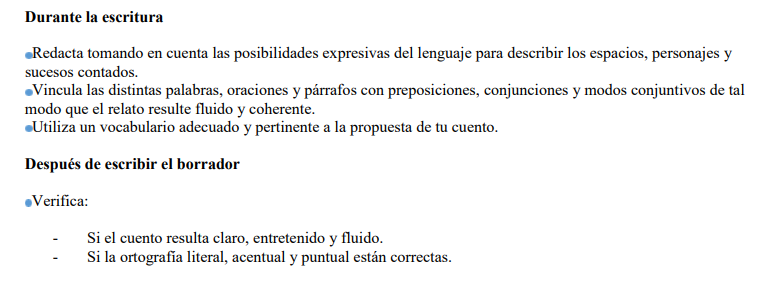 Durante la escritura
●Redacta tomando en cuenta las posibilidades expresivas del lenguaje para describir los espacios, personajes y
sucesos contados.
●Vincula las distintas palabras, oraciones y párrafos con preposiciones, conjunciones y modos conjuntivos de tal
modo que el relato resulte fluido y coherente.
●Utiliza un vocabulario adecuado y pertinente a la propuesta de tu cuento.
Después de escribir el borrador
●Verifica:
- Si el cuento resulta claro, entretenido y fluido.
- Si la ortografía literal, acentual y puntual están correctas.